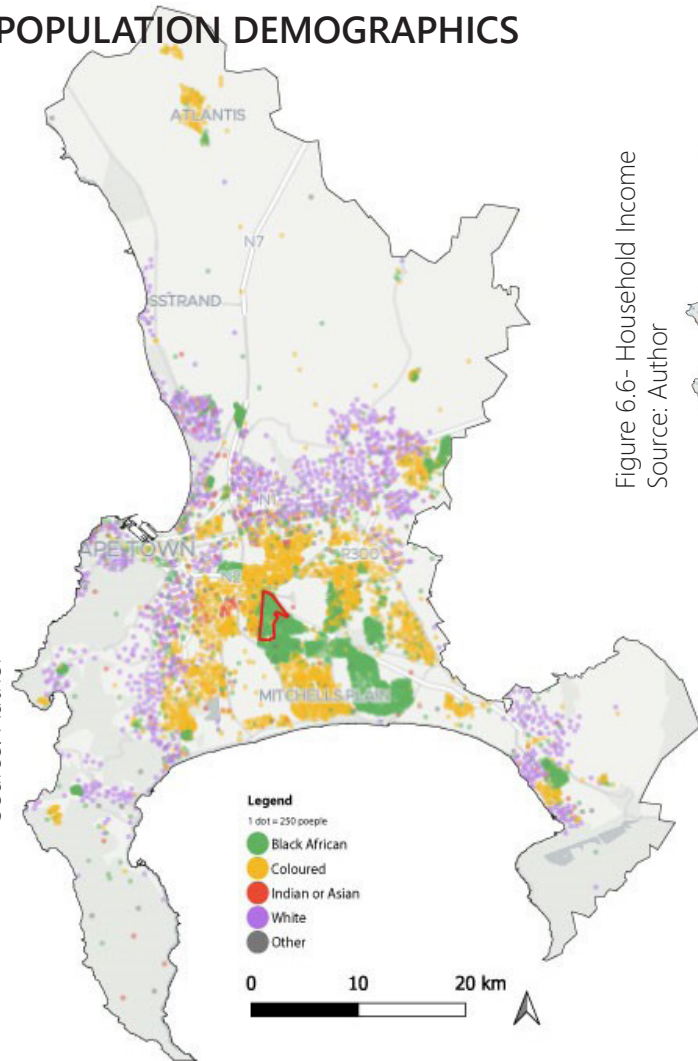 POPULATION DEMOGRAPHICS
ATLANTIS
N7
SSTRAND
N1
APE TOWN
P300
N2
MITCHELLS PLAIN
Legend
1 dot = 250 poeple
Black African
Coloured
Indian or Asian
White
Other
0 10 20 km
Figure 6.6- Household Income
Source: Author